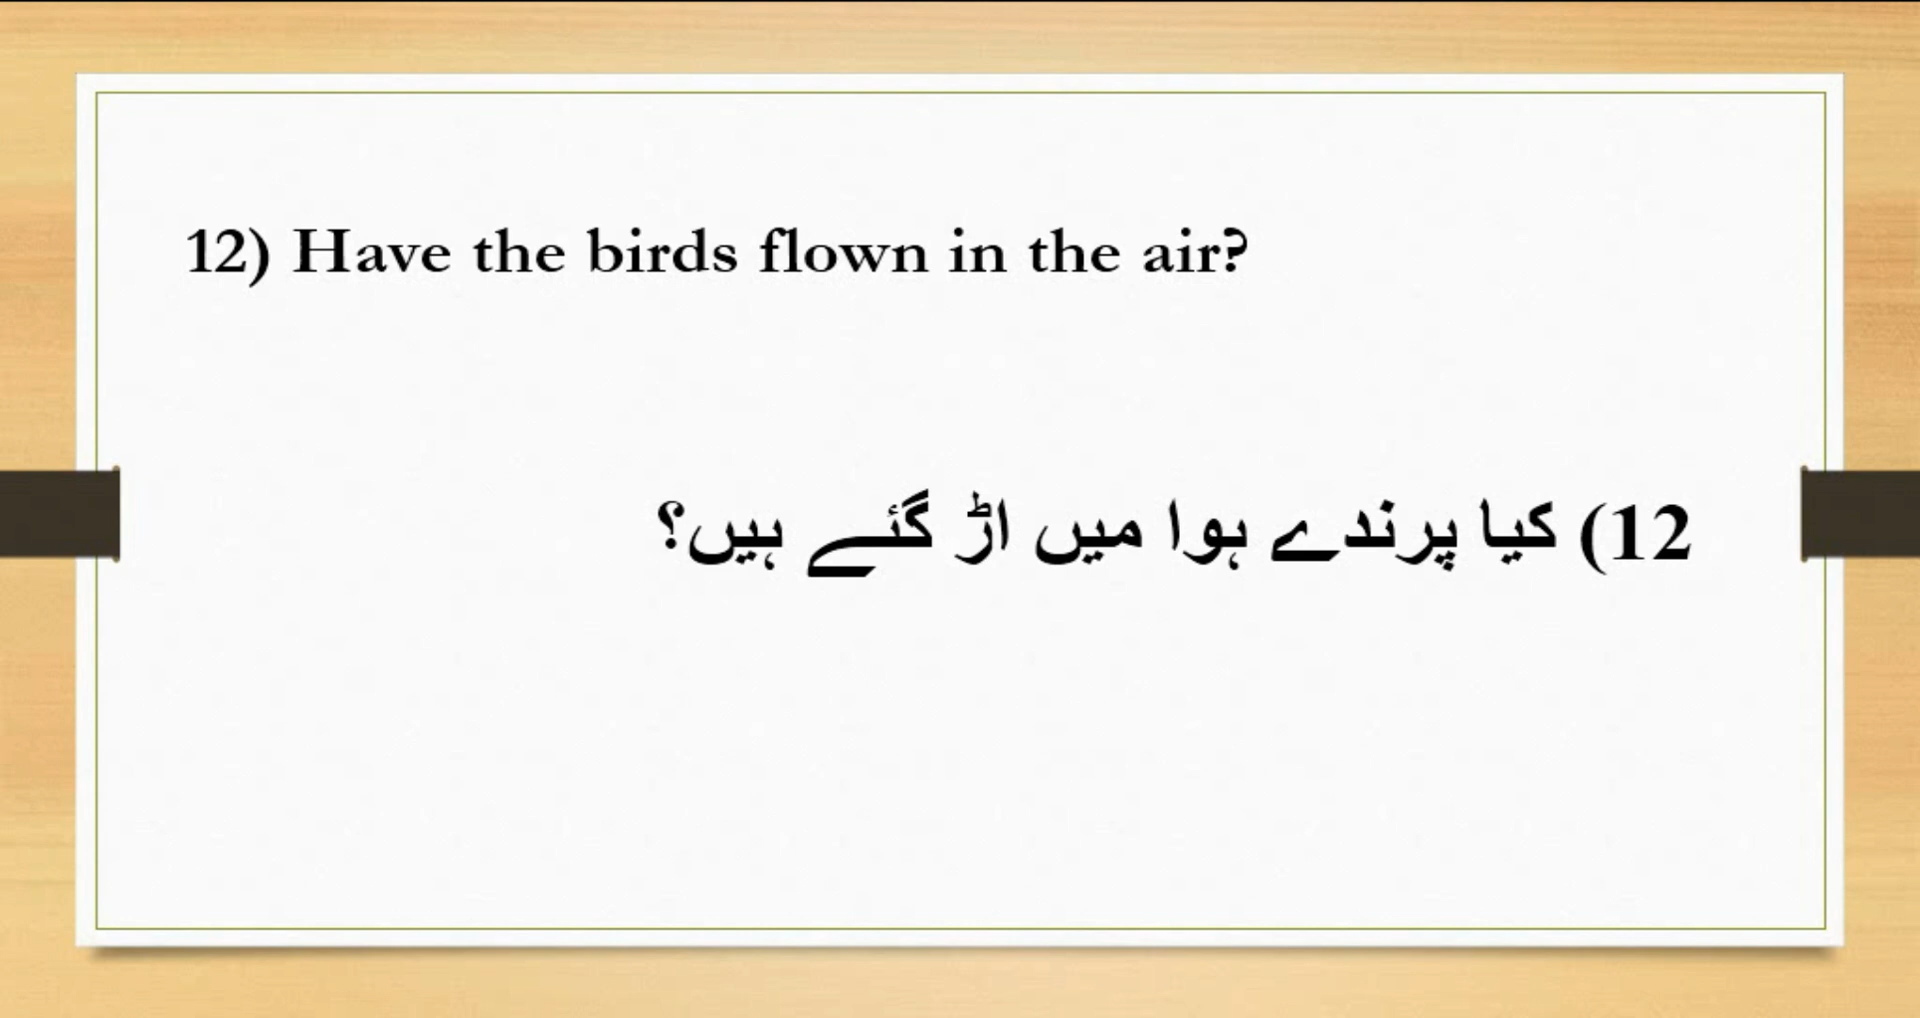 12) Have the birds flown in the air?
12) کیا پرندے ہوا میں اڑ گئے ہیں؟